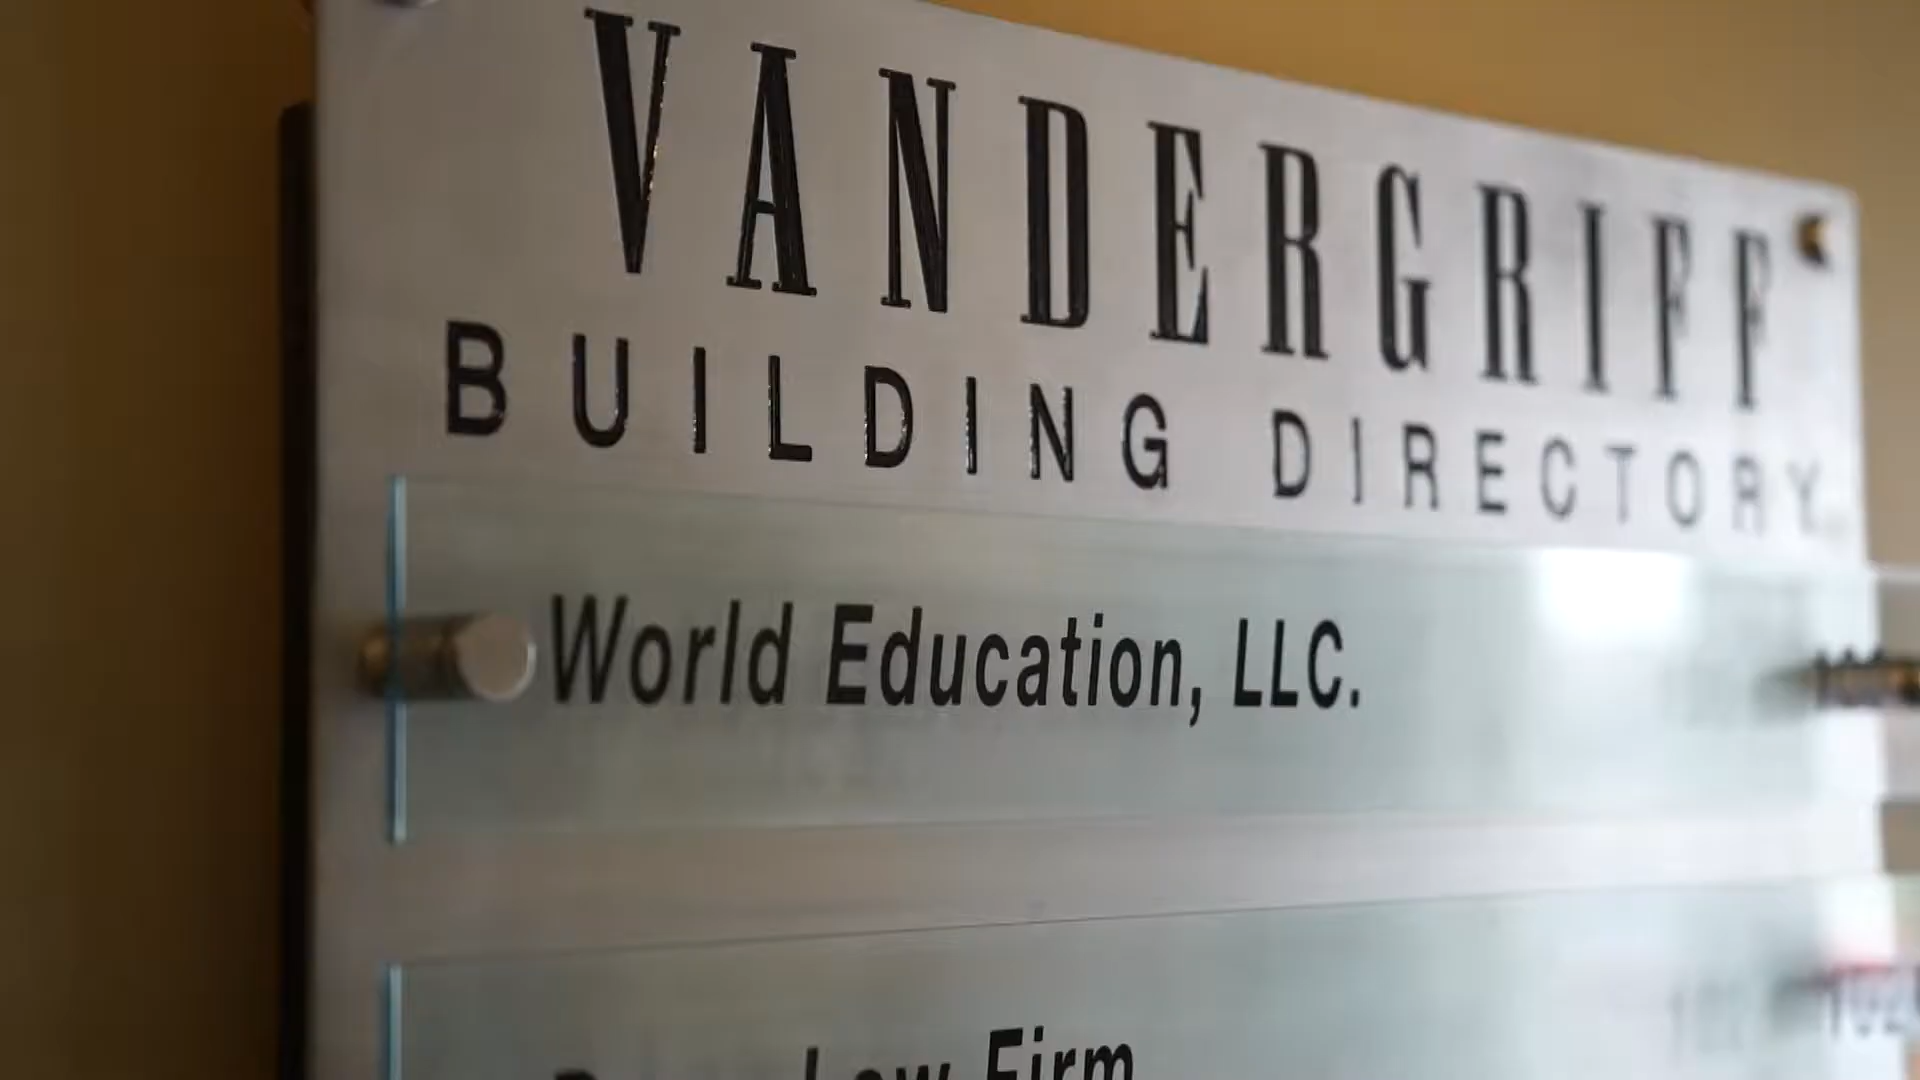 VANDERGRIFF
BUILDING DIRECTORY
World Education, LLC.
Law Firm